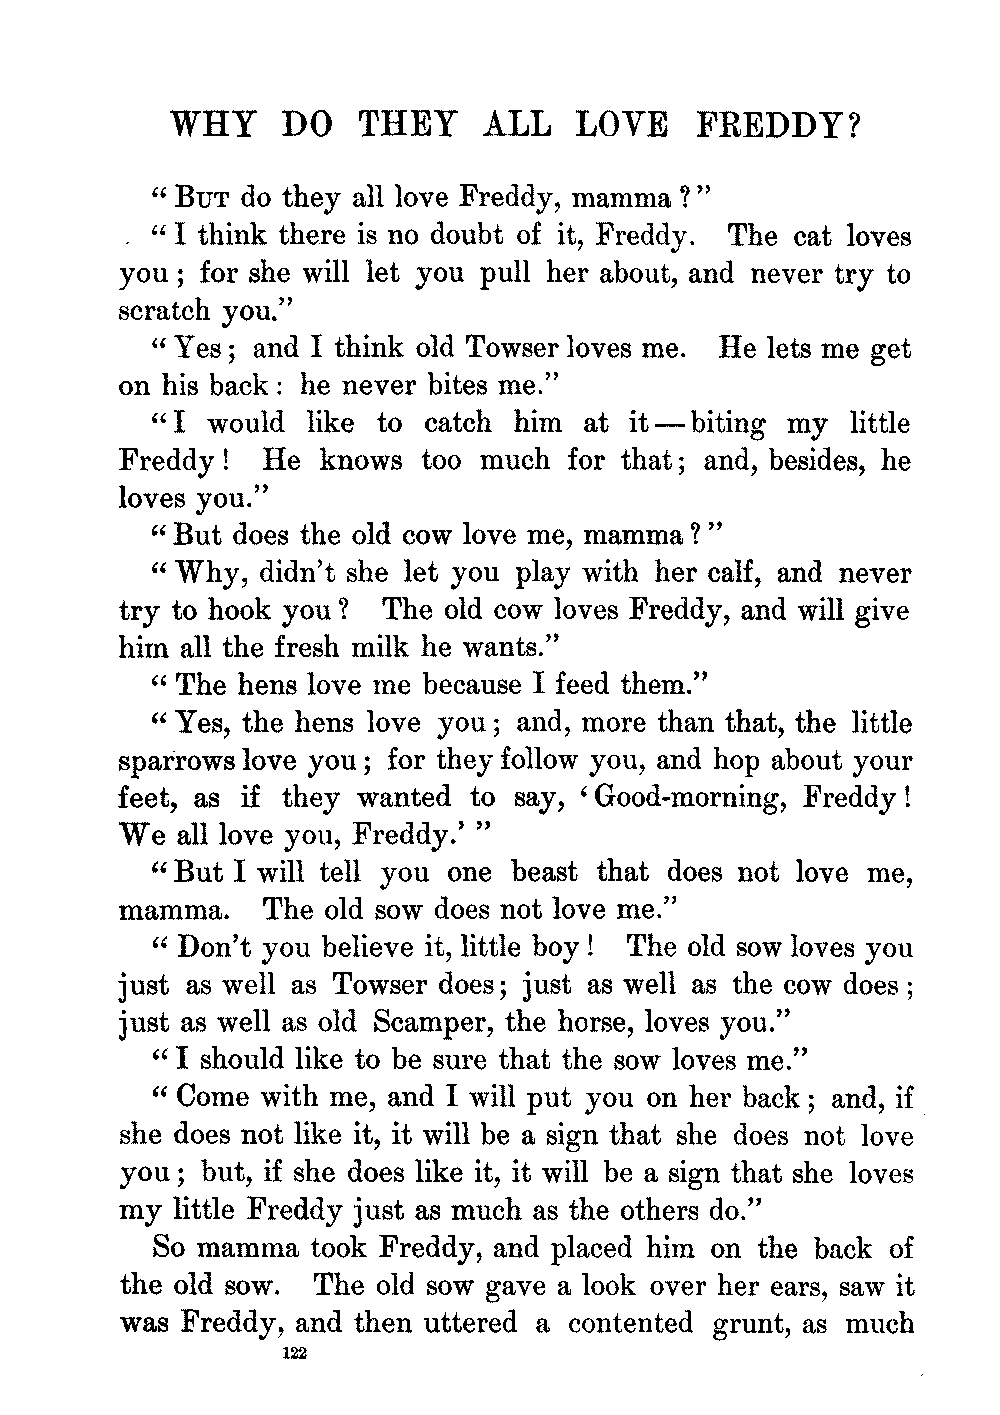 WHY DO THEY ALL LOVE FREDDY?
“ BUT do they all love Freddy, mamma ? ”
“ I think there is no doubt of it, Freddy. The cat loves
you ; for she will let you pull her about, and never try to
scratch you.”
“ Yes ; and I think old Towser loves me. He lets me get
on his back : he never bites me.”
“ I would like to catch him at it — biting my little
Freddy ! He knows too much for that ; and, besides, he
loves you.”
“ But does the old cow love me, mamma ? ”
“ Why, didn’t she let you play with her calf, and never
try to hook you ? The old cow loves Freddy, and will give
him all the fresh milk he wants.”
“ The hens love me because I feed them.”
“ Yes, the hens love you ; and, more than that, the little
sparrows love you ; for they follow you, and hop about your
feet, as if they wanted to say, ‘ Good-morning, Freddy !
We all love you, Freddy.’ ”
“ But I will tell you one beast that does not love me,
mamma. The old sow does not love me.”
“ Don’t you believe it, little boy ! The old sow loves you
just as well as Towser does ; just as well as the cow does ;
just as well as old Scamper, the horse, loves you.”
“ I should like to be sure that the sow loves me.”
“ Come with me, and I will put you on her back ; and, if
she does not like it, it will be a sign that she does not love
you ; but, if she does like it, it will be a sign that she loves
my little Freddy just as much as the others do.”
So mamma took Freddy, and placed him on the back of
the old sow. The old sow gave a look over her ears, saw it
was Freddy, and then uttered a contented grunt, as much
122